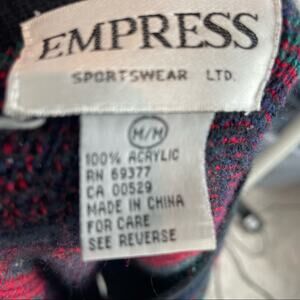 EMPRESS
SPORTSWEAR LTD.
M/M
100% ACRYLIC
RN 69377
CA 00529
MADE IN CHINA
FOR CARE
SEE REVERSE